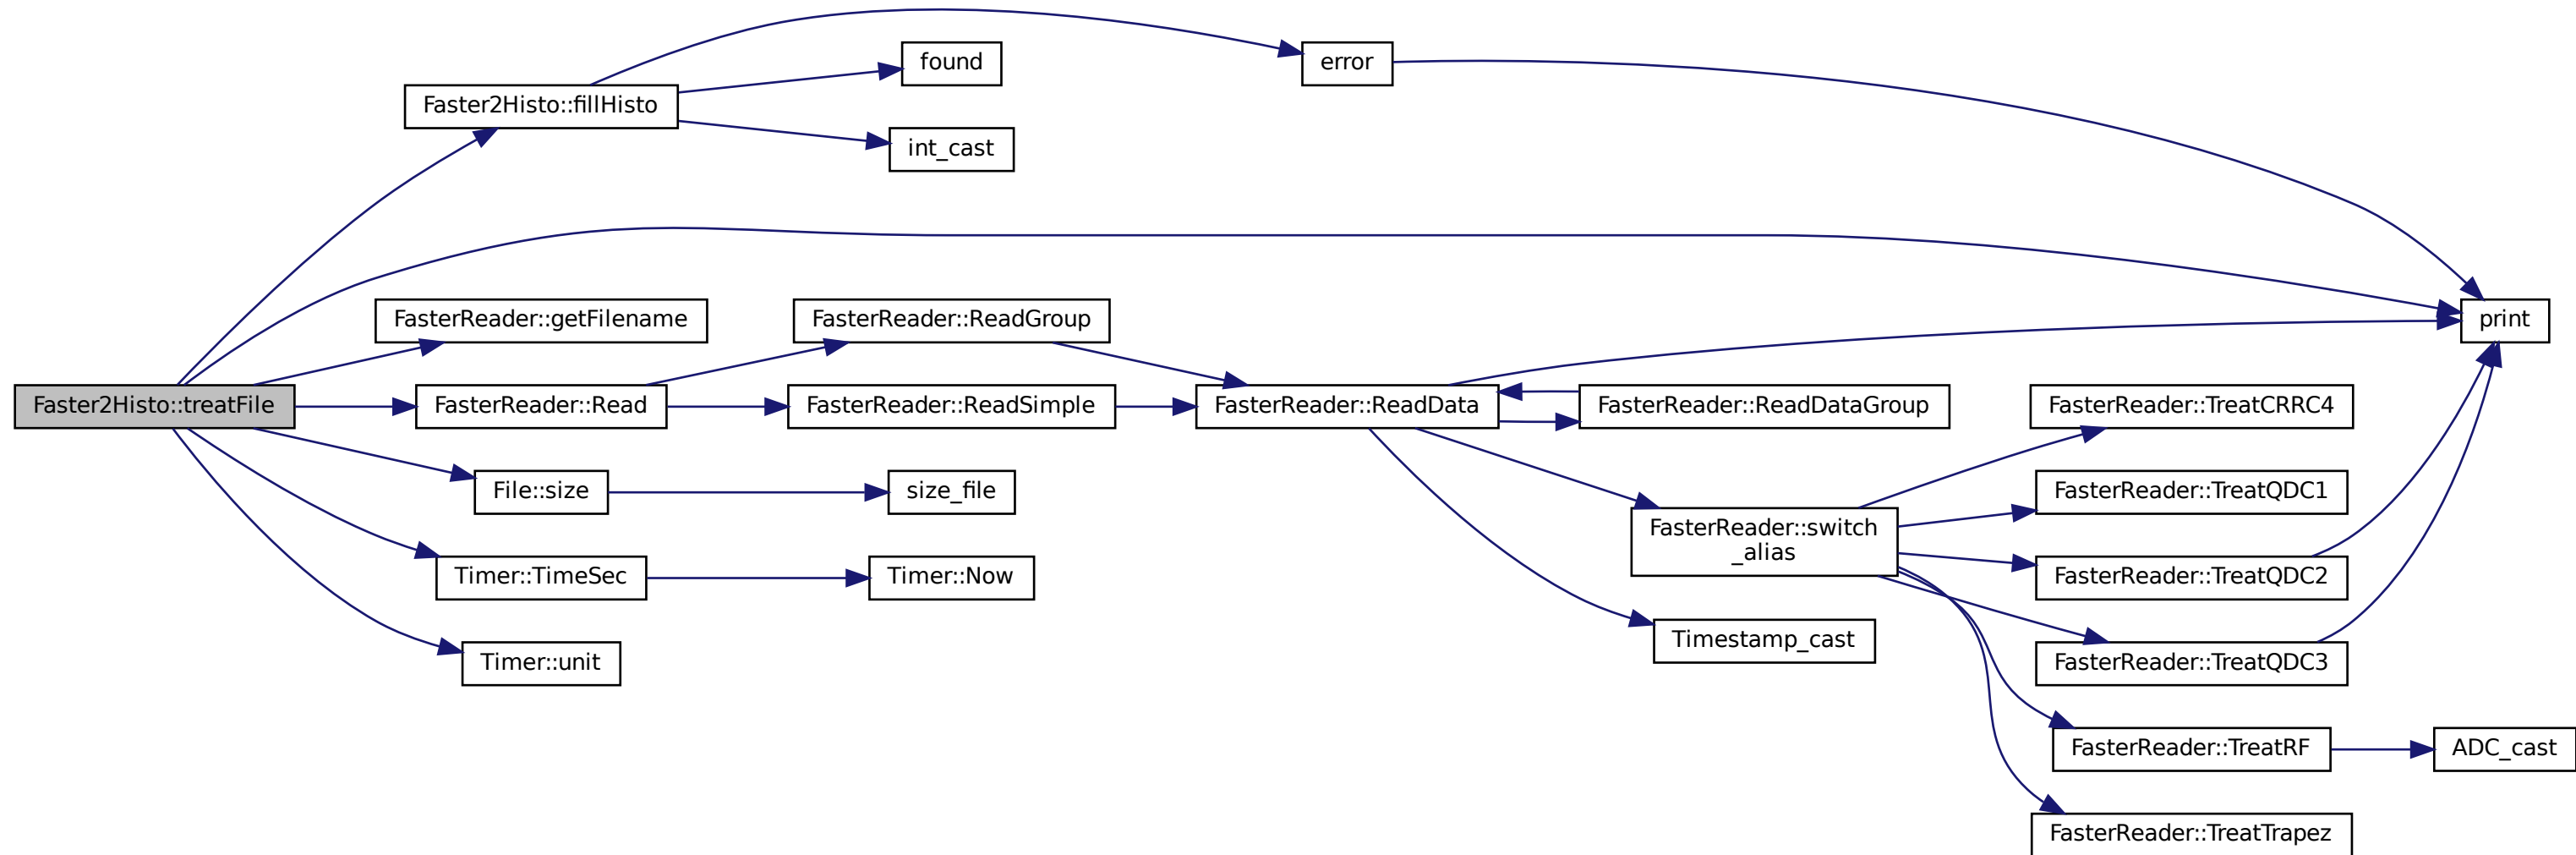 error
found
Faster2Histo::fillHisto
int_cast
FasterReader::getFilename
FasterReader::ReadGroup
print
Faster2Histo::treatFile
FasterReader::Read
FasterReader::ReadSimple
FasterReader::ReadData
FasterReader::ReadDataGroup
FasterReader::TreatCRRC4
File::size
size_file
FasterReader::TreatQDC1
FasterReader::switch
_alias
Timer::TimeSec
Timer::Now
FasterReader::TreatQDC2
Timestamp_cast
Timer::unit
FasterReader::TreatQDC3
FasterReader::TreatRF
ADC_cast
FasterReader::TreatTrapez